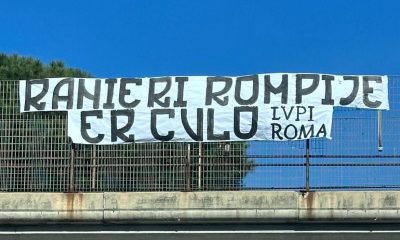 RANIERI ROMPIJE
ER CVLO
LVPI
ROMA